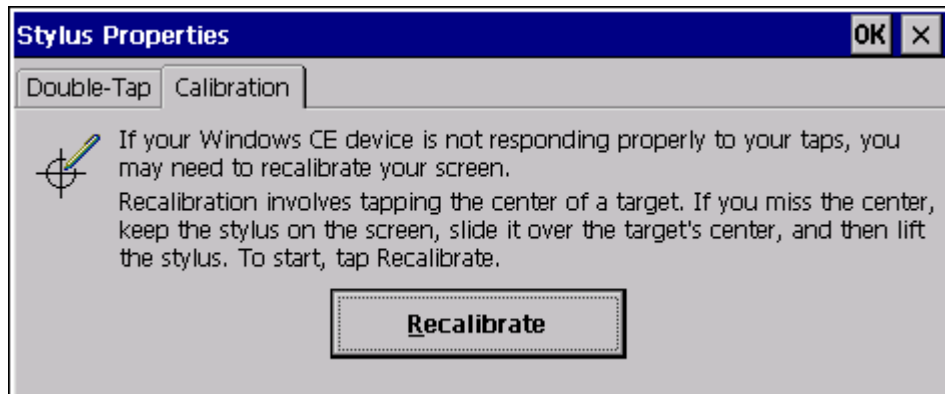 Stylus Properties OK ×
Double-Tap Calibration
If your Windows CE device is not responding properly to your taps, you
may need to recalibrate your screen.
Recalibration involves tapping the center of a target. If you miss the center,
keep the stylus on the screen, slide it over the target's center, and then lift
the stylus. To start, tap Recalibrate.
Recalibrate